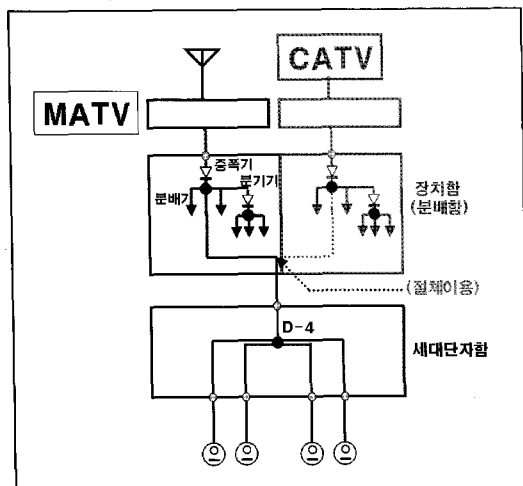 CATV
MATV
증폭기
분기기
분배기
장치함
(분배함)
(절체이용)
D-4
세대단자함